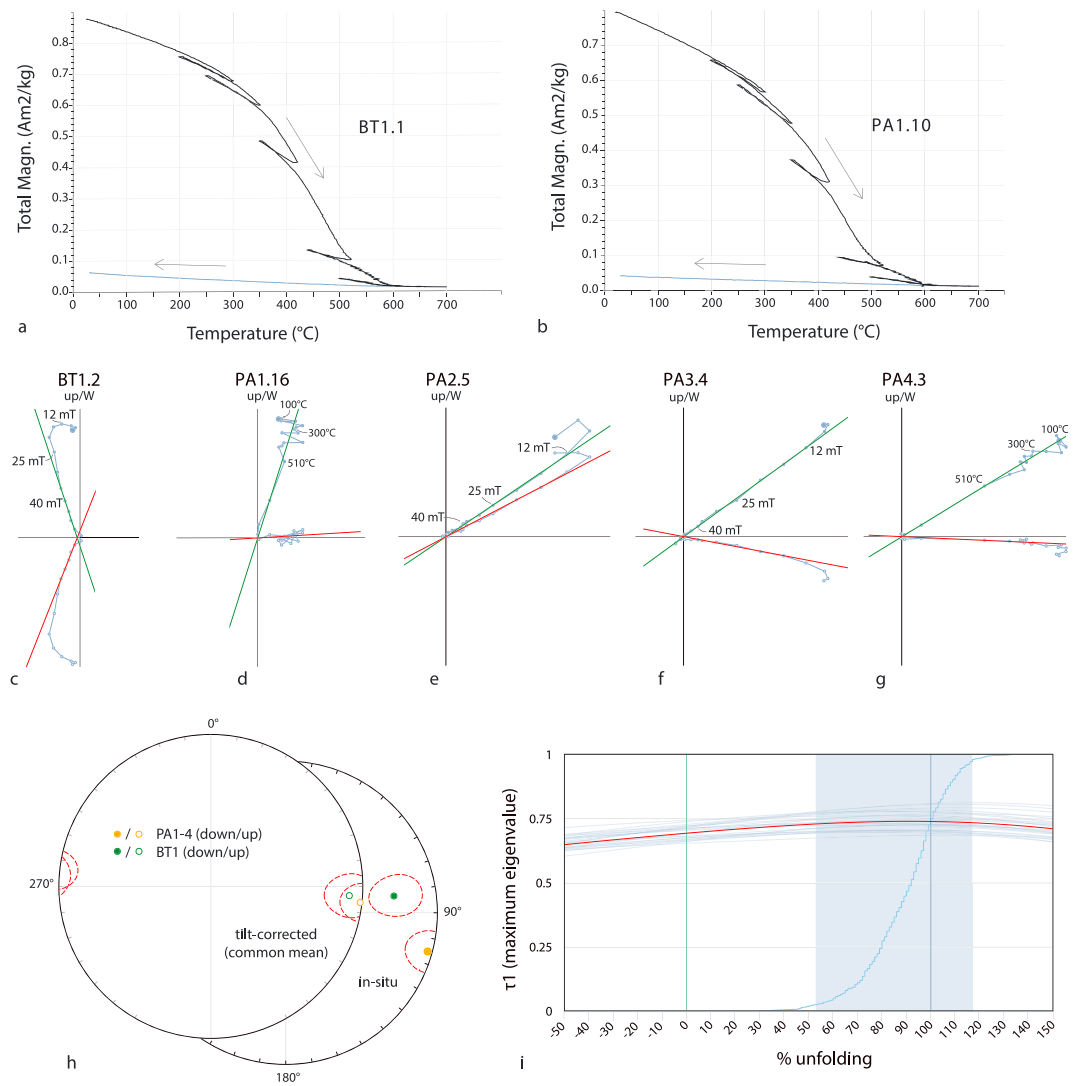 Total Magn. (Am2/kg)
0.8
0.7
0.6
0.5
0.4
0.3
0.2
0.1
0.0
BT1.1
0
100
200
300
400
500
600
700
Temperature (°C)
a
Total Magn. (Am2/kg)
0.7
0.6
0.5
0.4
0.3
0.2
0.1
0.0
PA1.10
0
100
200
300
400
500
600
700
Temperature (°C)
b
BT1.2
up/W
12 mT
25 mT
40 mT
c
PA1.16
up/W
100°C
300°C
510°C
d
PA2.5
up/W
12 mT
25 mT
40 mT
e
PA3.4
up/W
12 mT
25 mT
40 mT
f
PA4.3
up/W
100°C
300°C
510°C
g
0°
/ PA1-4 (down/up)
/ BT1 (down/up)
270°
90°
tilt-corrected
(common mean)
in-situ
180°
h
τ1 (maximum eigenvalue)
1
0.75
0.5
0.25
0
-50
-40
-30
-20
-10
0
10
20
30
40
50
60
70
80
90
100
110
120
130
140
150
% unfolding
i